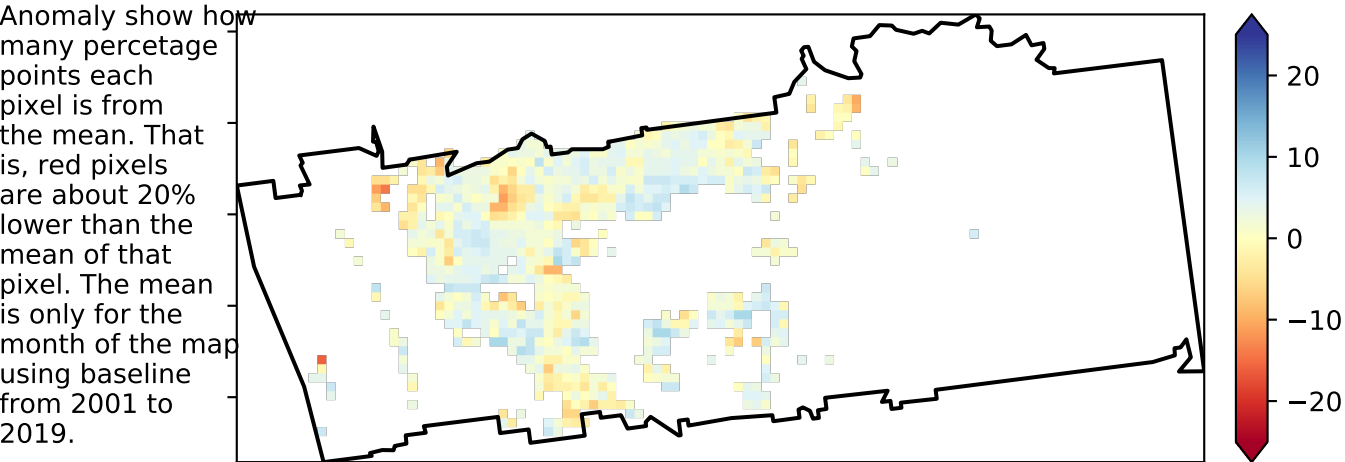 Anomaly show how
many percetage
points each
pixel is from
the mean. That
is, red pixels
are about 20%
lower than the
mean of that
pixel. The mean
is only for the
month of the map
using baseline
from 2001 to
2019.
20
10
0
−10
−20